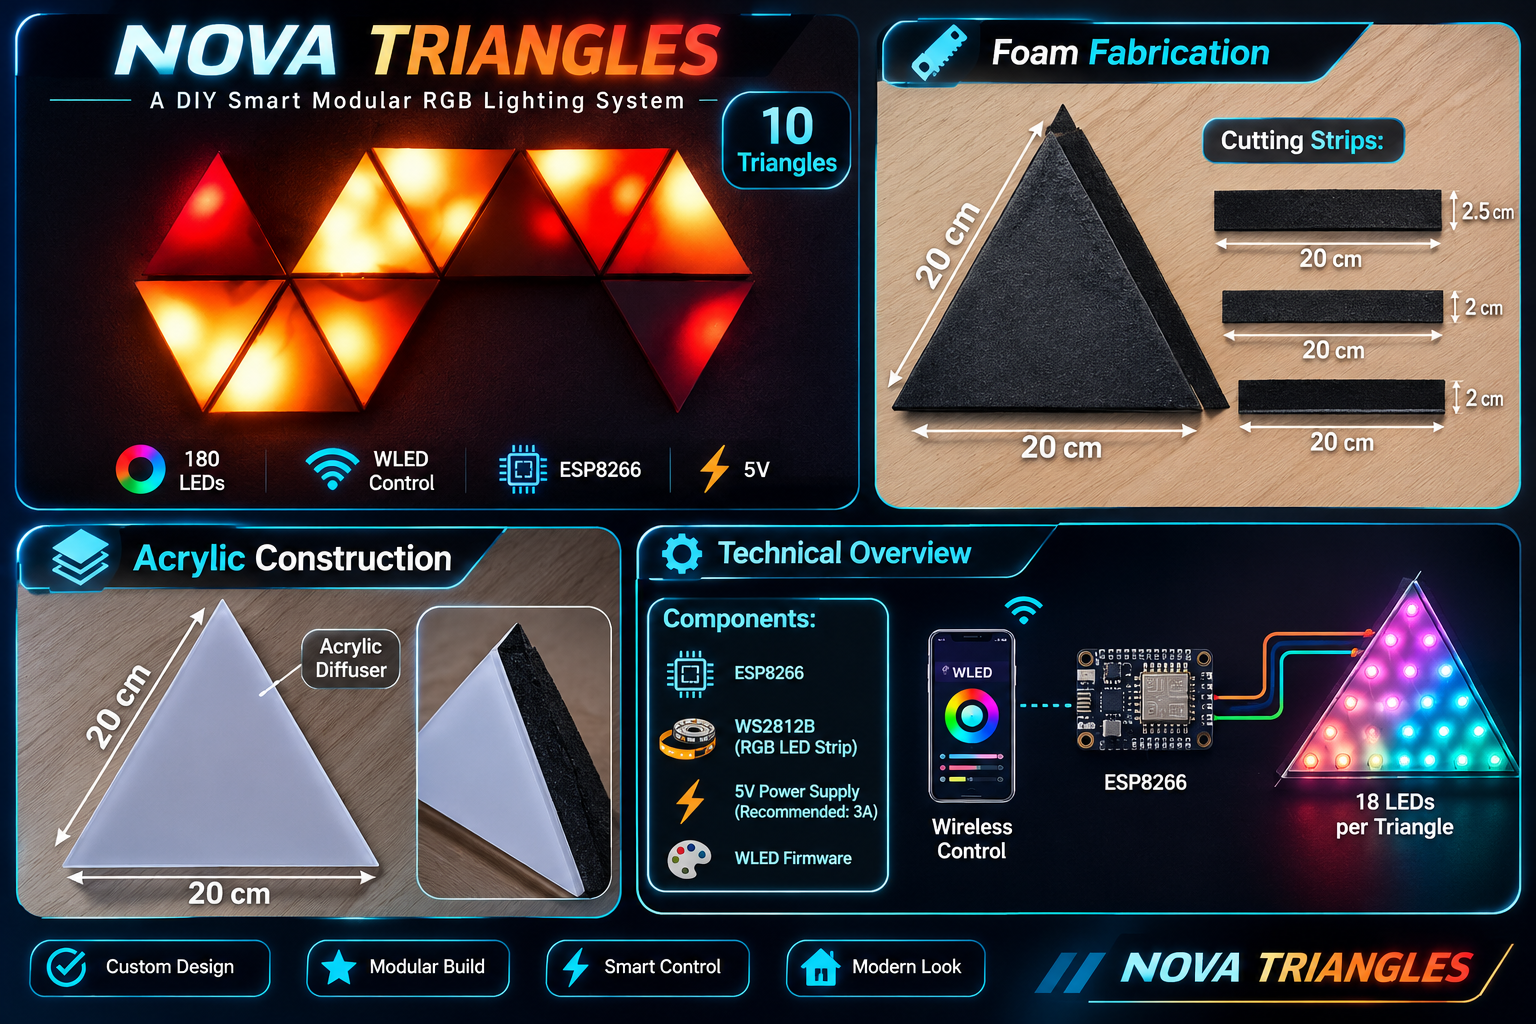 NOVA TRIANGLES
A DIY Smart Modular RGB Lighting System
10
Triangles
180
LEDs
WLED
Control
ESP8266
5V
Foam Fabrication
20 cm
20 cm
Cutting Strips:
2.5 cm
20 cm
2 cm
20 cm
2 cm
20 cm
Acrylic Construction
20 cm
20 cm
Acrylic
Diffuser
Technical Overview
Components:
ESP8266
WS2812B
(RGB LED Strip)
5V Power Supply
(Recommended: 3A)
WLED Firmware
WLED
Wireless
Control
ESP8266
18 LEDs
per Triangle
Custom Design
Modular Build
Smart Control
Modern Look
NOVA TRIANGLES